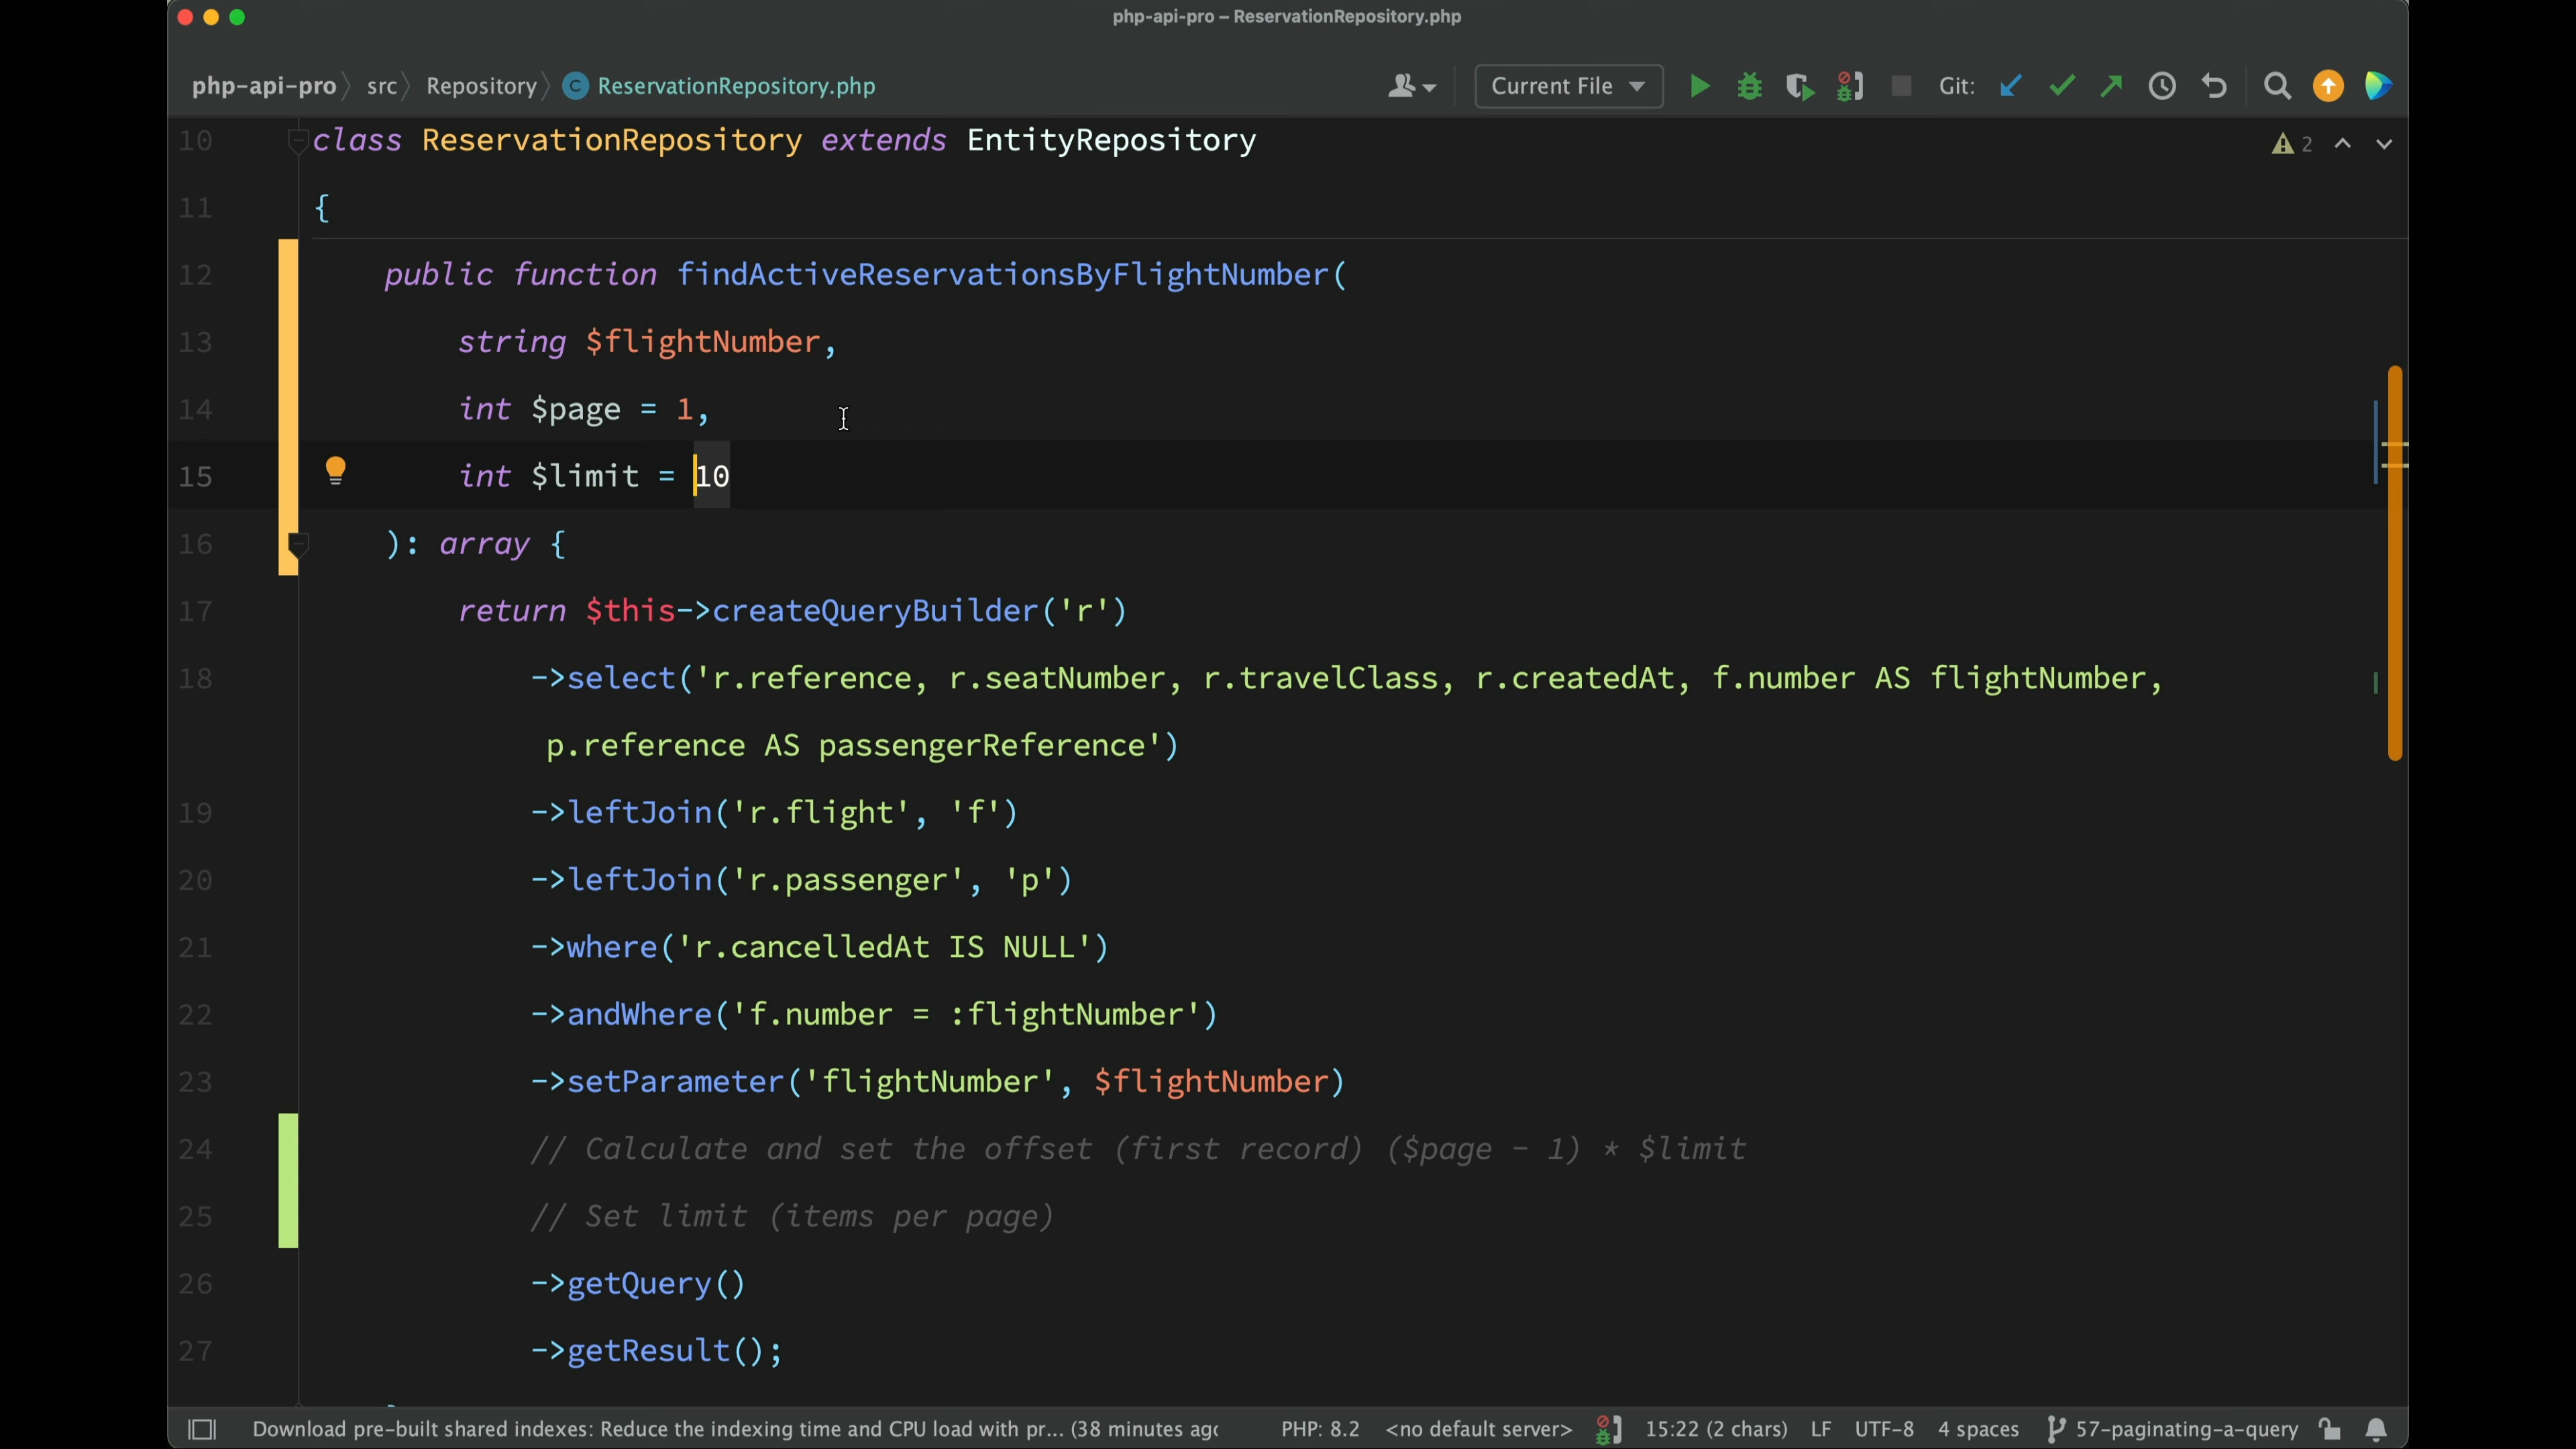 php-api-pro – ReservationRepository.php
php-api-pro src Repository C ReservationRepository.php Current File Git:
10 class ReservationRepository extends EntityRepository 2
11 {
12 public function findActiveReservationsByFlightNumber(
13 string $flightNumber,
14 int $page = 1,
15 int $limit = 10
16 ): array {
17 return $this->createQueryBuilder('r')
18 ->select('r.reference, r.seatNumber, r.travelClass, r.createdAt, f.number AS flightNumber,
p.reference AS passengerReference')
19 ->leftJoin('r.flight', 'f')
20 ->leftJoin('r.passenger', 'p')
21 ->where('r.cancelledAt IS NULL')
22 ->andWhere('f.number = :flightNumber')
23 ->setParameter('flightNumber', $flightNumber)
24 // Calculate and set the offset (first record) ($page - 1) * $limit
25 // Set limit (items per page)
26 ->getQuery()
27 ->getResult();
Download pre-built shared indexes: Reduce the indexing time and CPU load with pr... (38 minutes ago PHP: 8.2 <no default server> 15:22 (2 chars) LF UTF-8 4 spaces 57-paginating-a-query